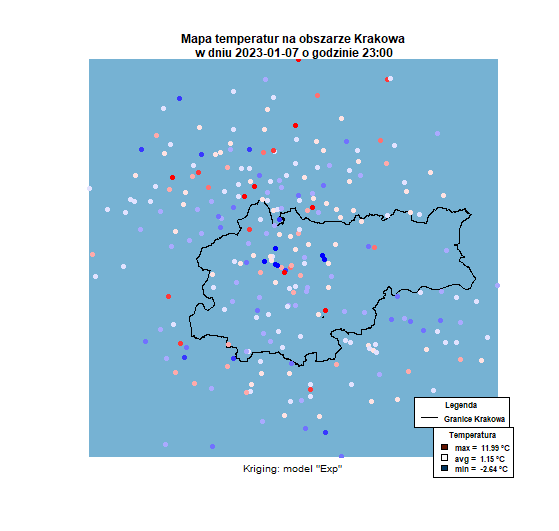 Mapa temperatur na obszarze Krakowa
w dniu 2023-01-07 o godzinie 23:00
Legenda
Granice Krakowa
Temperatura
max = 11.99 °C
avg = 1.15 °C
min = -2.64 °C
Kriging: model "Exp"